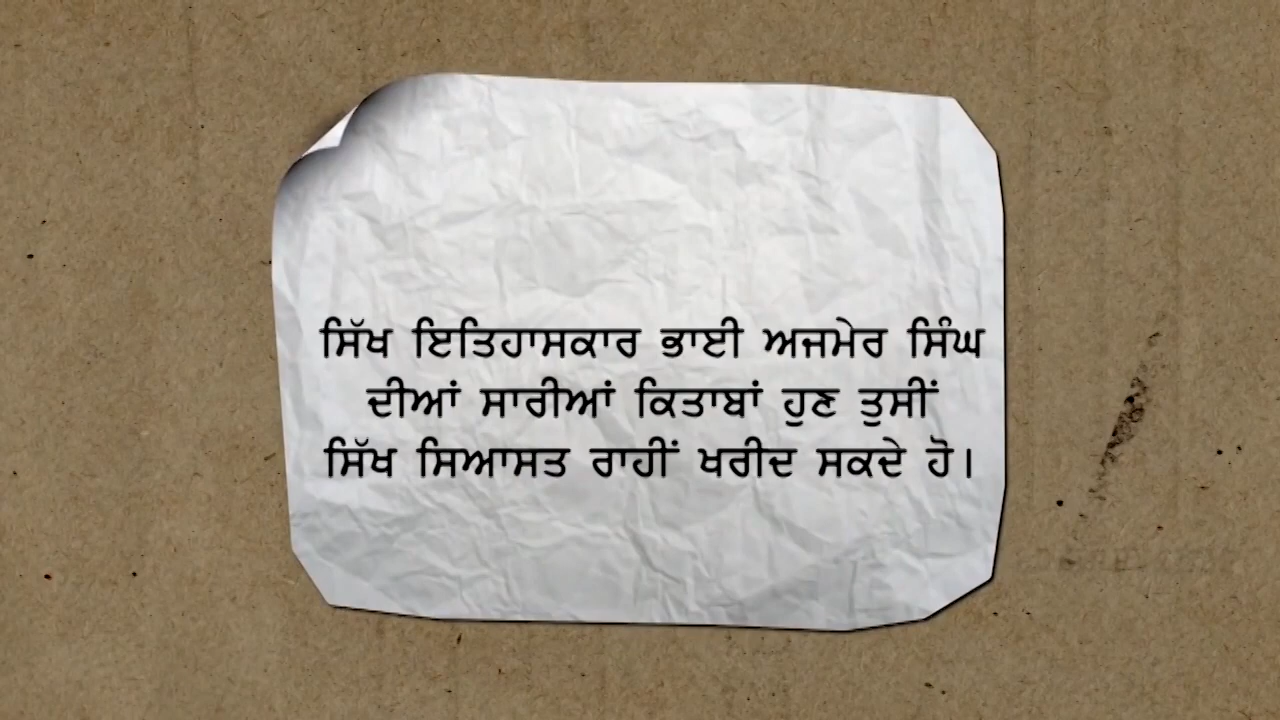 ਸਿੱਖ ਇਤਿਹਾਸਕਾਰ ਭਾਈ ਅਜਮੇਰ ਸਿੰਘ
ਦੀਆਂ ਸਾਰੀਆਂ ਕਿਤਾਬਾਂ ਹੁਣ ਤੁਸੀਂ
ਸਿੱਖ ਸਿਆਸਤ ਰਾਹੀਂ ਖਰੀਦ ਸਕਦੇ ਹੋ।